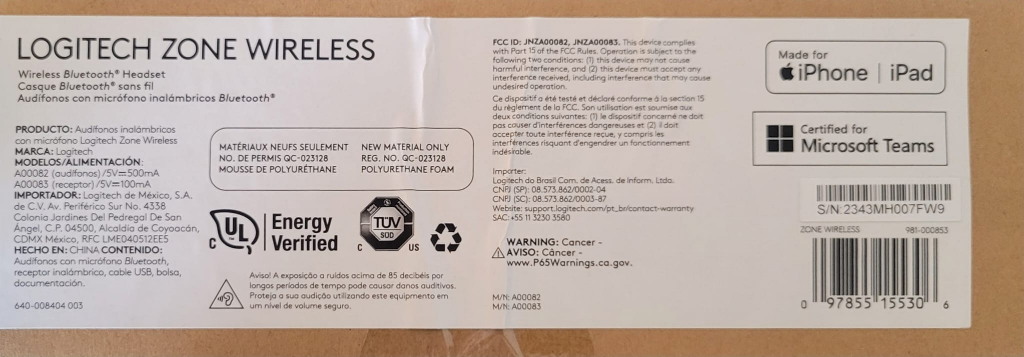 LOGITECH ZONE WIRELESS
Wireless Bluetooth® Headset
Casque Bluetooth® sans fil
Audífonos con micrófono inalámbricos Bluetooth®
PRODUCTO: Audífonos inalámbricos
con micrófono Logitech Zone Wireless
MARCA: Logitech
MODELOS/ALIMENTACIÓN:
A00082 (audífonos)/5V⎓500mA
A00083 (receptor)/5V⎓100mA
IMPORTADOR: Logitech de México, S.A.
de C.V. Av. Periférico Sur No. 4338
Colonia Jardines Del Pedregal De San
Ángel, C.P. 04500, Alcaldía de Coyoacán,
CDMX México, RFC LME040512EE5
HECHO EN: CHINA CONTENIDO:
Audífonos con micrófono Bluetooth,
receptor inalámbrico, cable USB, bolsa,
documentación.
640-008404 003
MATÉRIAUX NEUFS SEULEMENT
NO. DE PERMIS QC-023128
MOUSSE DE POLYURÉTHANE
NEW MATERIAL ONLY
REG. NO. QC-023128
POLYURETHANE FOAM
C UL
Energy
Verified
TÜV
SÜD
C US
Aviso! A exposição a ruídos acima de 85 decibéis por
longos períodos de tempo pode causar danos auditivos.
Proteja a sua audição utilizando este equipamento em
um nível de volume seguro.
FCC ID: JNZA00082, JNZA00083. This device complies
with Part 15 of the FCC Rules. Operation is subject to the
following two conditions: (1) this device may not cause
harmful interference, and (2) this device must accept any
interference received, including interference that may cause
undesired operation.
Ce dispositif a été testé et déclaré conforme à la section 15
du règlement de la FCC. Son utilisation est soumise aux
deux conditions suivantes: (1) le dispositif concerné ne doit
pas causer d'interférences dangereuses et (2) il doit
accepter toute interférence reçue, y compris les
interférences risquant d'engendrer un fonctionnement
indésirable.
Importer:
Logitech do Brasil Com. de Acess. de Inform. Ltda.
CNPJ (SP): 08.573.862/0002-04
CNPJ (SC): 08.573.862/0003-87
Website: support.logitech.com/pt_br/contact-warranty
SAC: +55 11 3230 3580
WARNING: Cancer -
AVISO: Câncer -
www.P65Warnings.ca.gov.
M/N: A00082
M/N: A00083
Made for
iPhone | iPad
Certified for
Microsoft Teams
S/N:2343MH007FW9
ZONE WIRELESS 981-000853
0 97855 15530 6